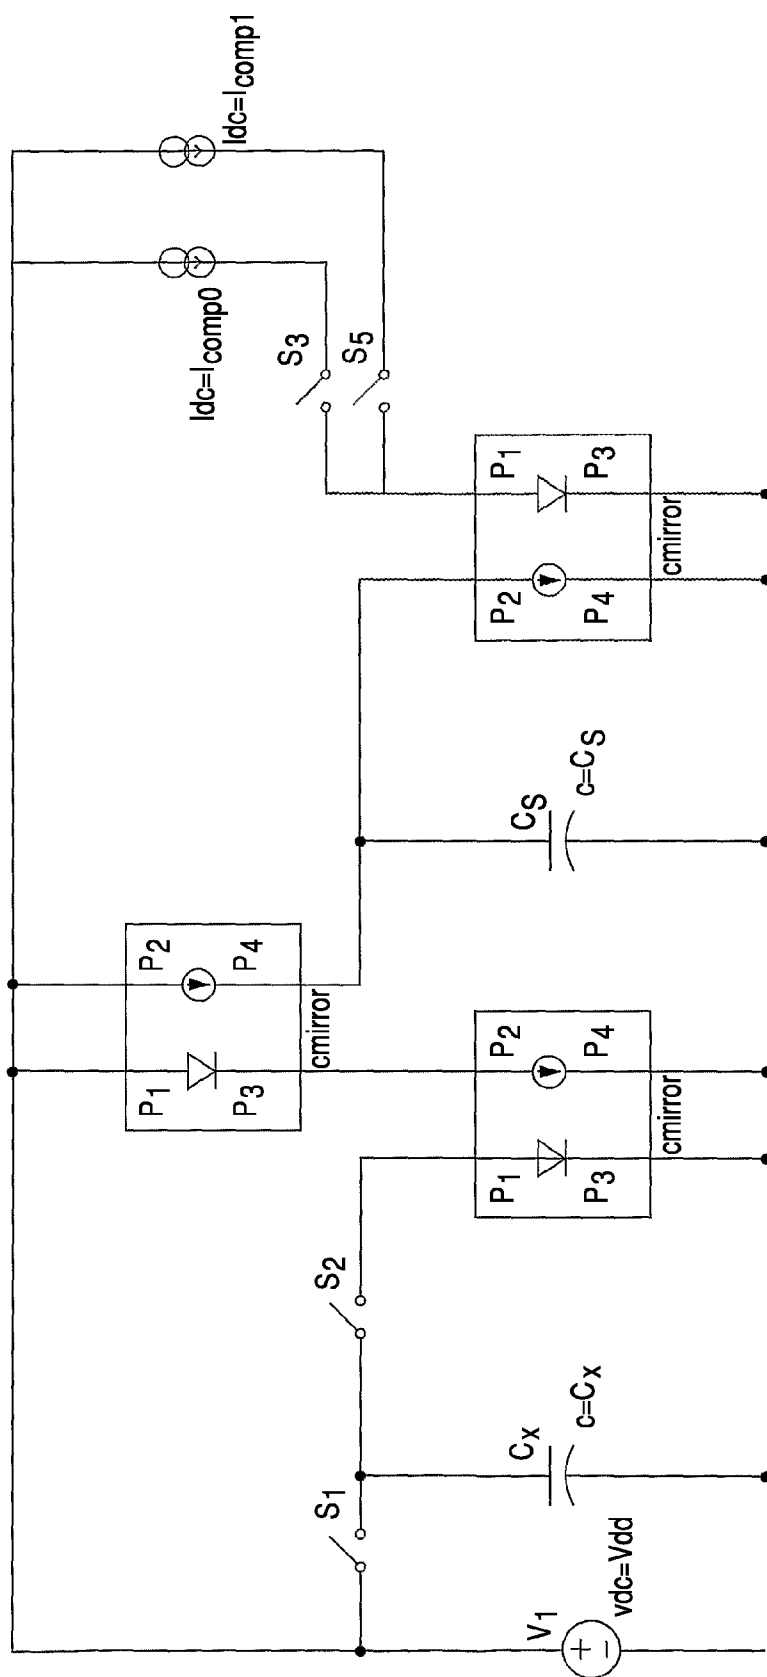 Idc=Icomp1
Idc=Icomp0
S3
S5
P1
P3
P2
P4
cmirror
CS
c=CS
P2
P4
P1
P3
cmirror
P2
P4
P1
P3
cmirror
S2
CX
c=CX
S1
V1
vdc=Vdd
+
−